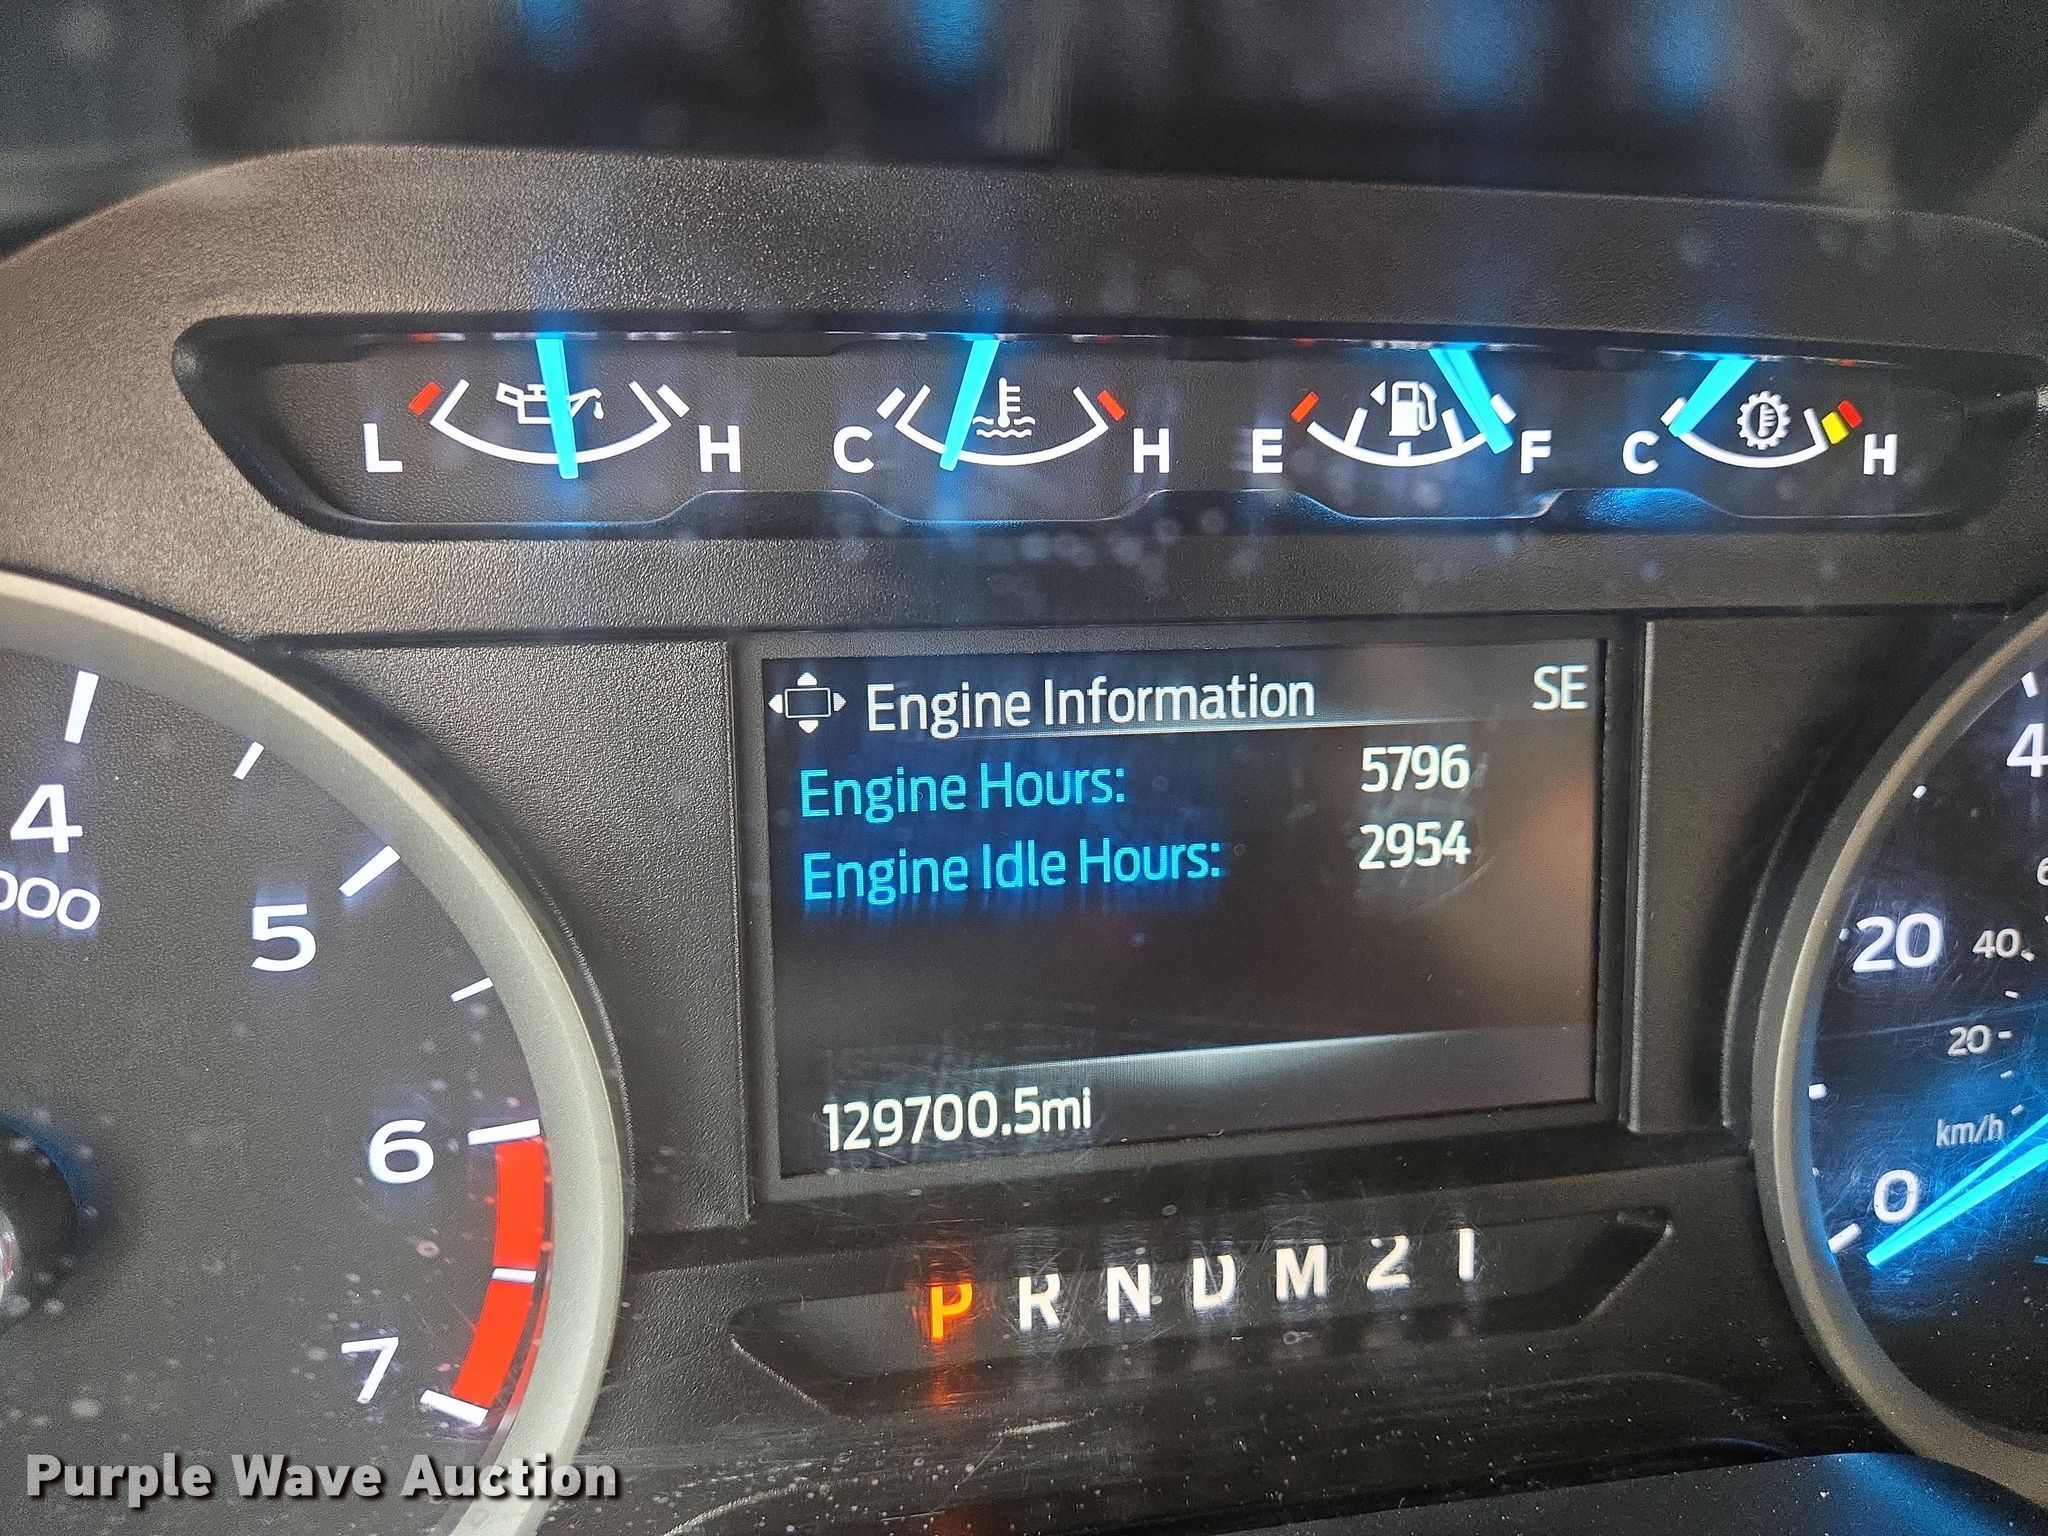 L H C H E F C H
Engine Information SE
Engine Hours: 5796
Engine Idle Hours: 2954
129700.5mi
P R N D M 2 1
4
5
6
7
20
40
20
km/h
0
Purple Wave Auction